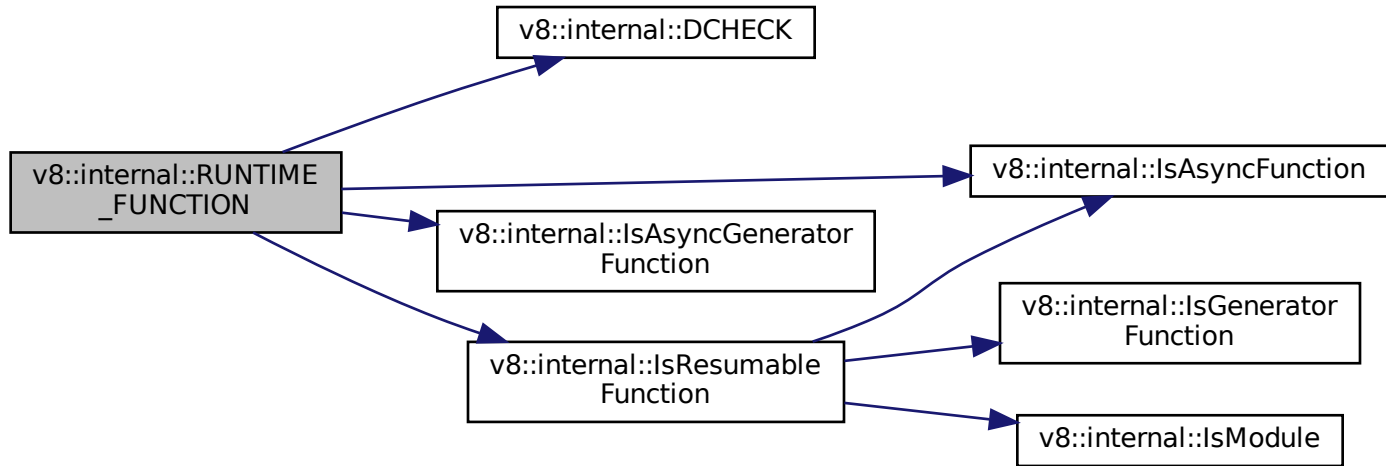 v8::internal::DCHECK
v8::internal::RUNTIME
_FUNCTION
v8::internal::IsAsyncFunction
v8::internal::IsAsyncGenerator
Function
v8::internal::IsGenerator
Function
v8::internal::IsResumable
Function
v8::internal::IsModule